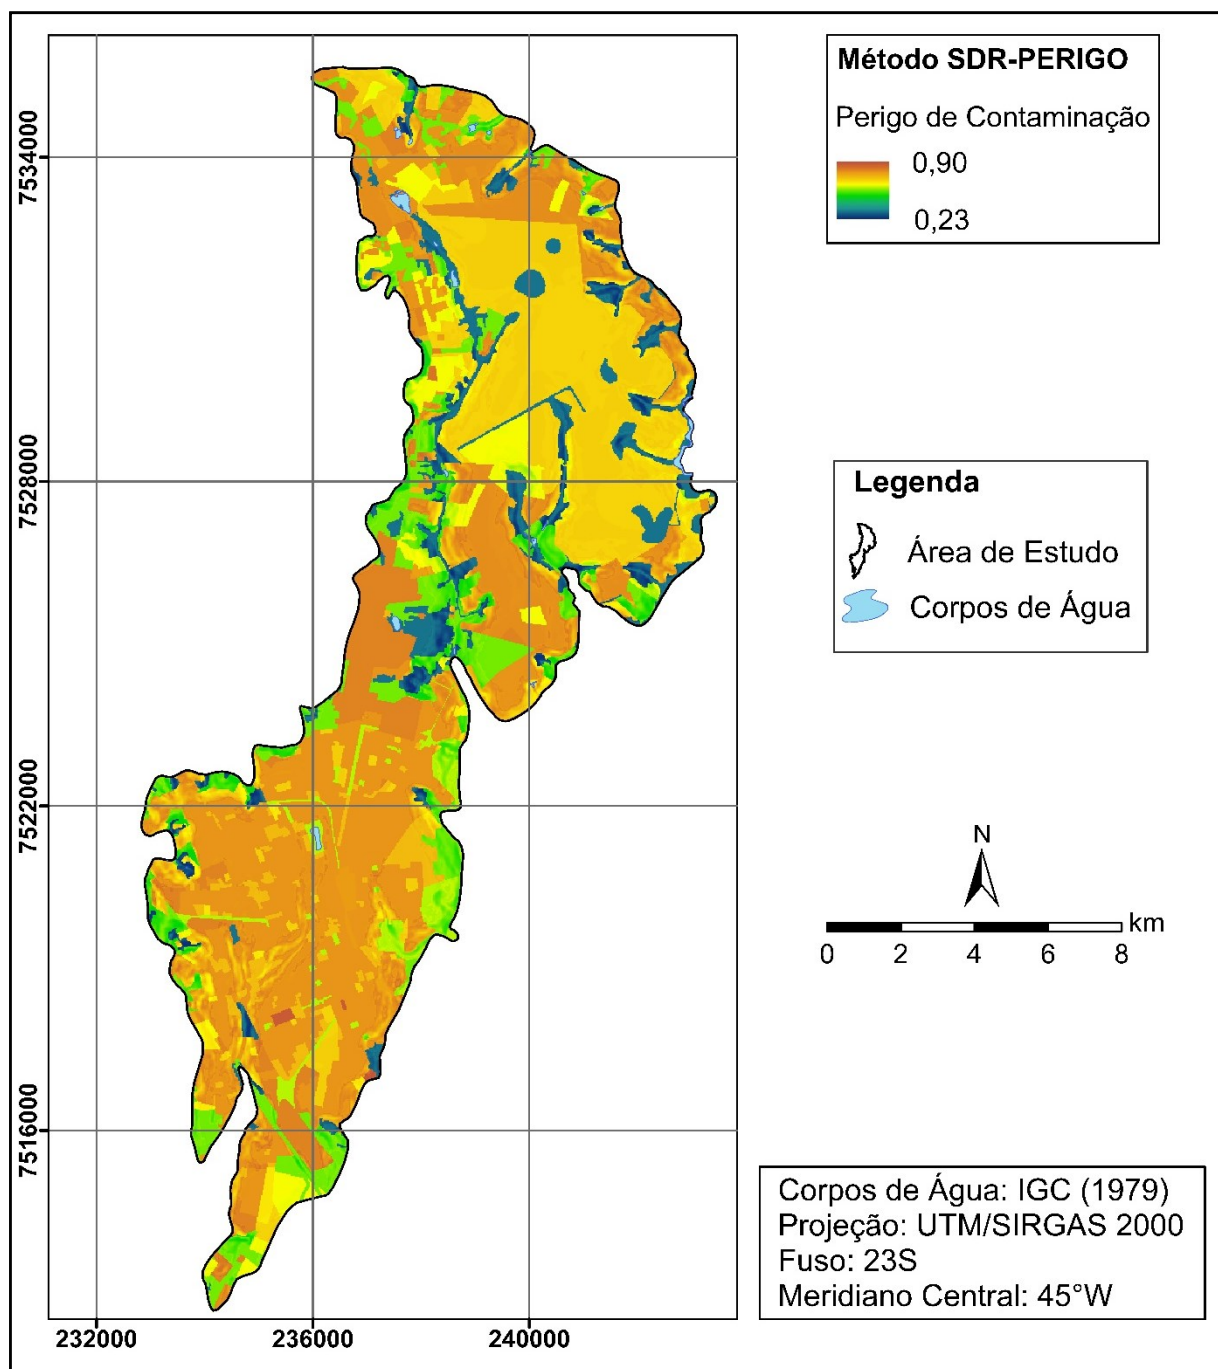 Método SDR-PERIGO
Perigo de Contaminação
0,90
0,23
Legenda
Área de Estudo
Corpos de Água
N
km
0 2 4 6 8
Corpos de Água: IGC (1979)
Projeção: UTM/SIRGAS 2000
Fuso: 23S
Meridiano Central: 45°W
7534000
7528000
7522000
7516000
232000 236000 240000